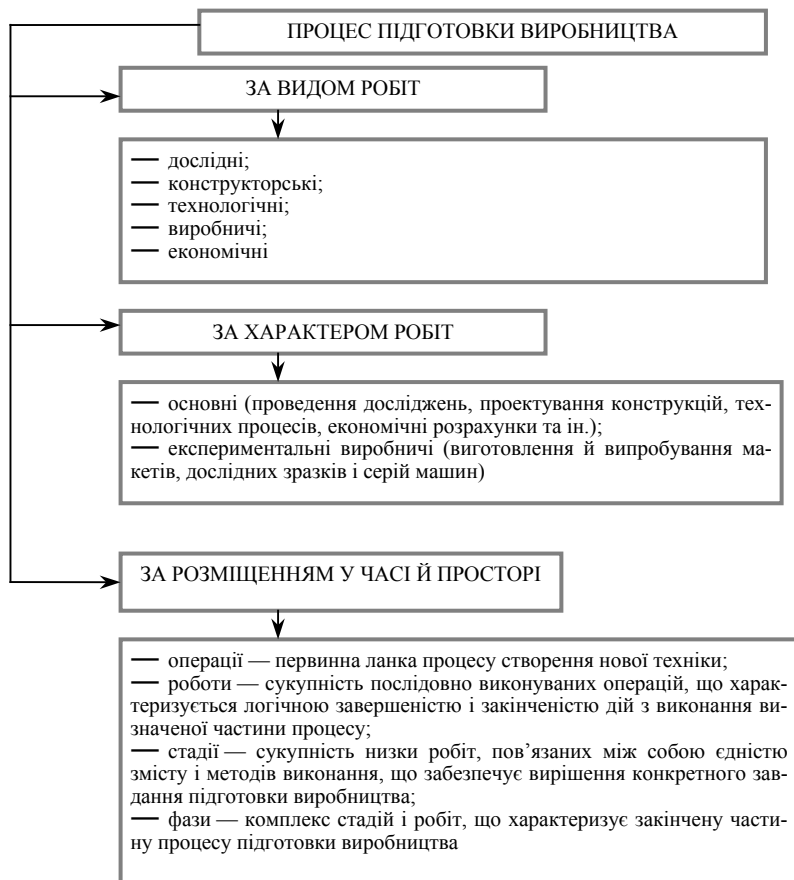 ПРОЦЕС ПІДГОТОВКИ ВИРОБНИЦТВА
ЗА ВИДОМ РОБІТ
— дослідні;
— конструкторські;
— технологічні;
— виробничі;
— економічні
ЗА ХАРАКТЕРОМ РОБІТ
— основні (проведення досліджень, проектування конструкцій, тех-
нологічних процесів, економічні розрахунки та ін.);
— експериментальні виробничі (виготовлення й випробування ма-
кетів, дослідних зразків і серій машин)
ЗА РОЗМІЩЕННЯМ У ЧАСІ Й ПРОСТОРІ
— операції — первинна ланка процесу створення нової техніки;
— роботи — сукупність послідовно виконуваних операцій, що харак-
теризується логічною завершеністю і закінченістю дій з виконання ви-
значеної частини процесу;
— стадії — сукупність низки робіт, пов’язаних між собою єдністю
змісту і методів виконання, що забезпечує вирішення конкретного зав-
дання підготовки виробництва;
— фази — комплекс стадій і робіт, що характеризує закінчену части-
ну процесу підготовки виробництва